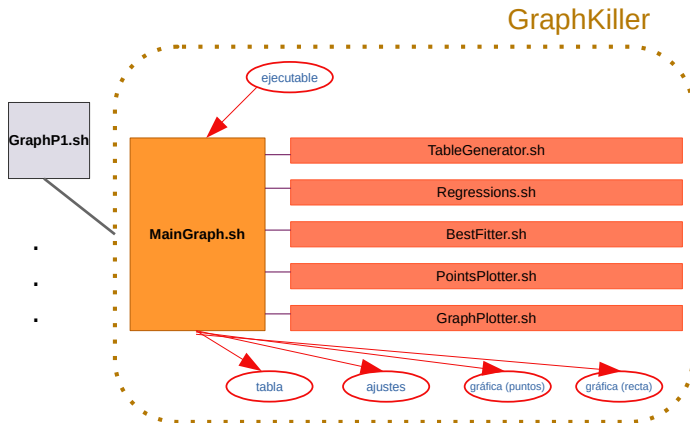 GraphKiller
ejecutable
GraphP1.sh
MainGraph.sh
TableGenerator.sh
Regressions.sh
BestFitter.sh
PointsPlotter.sh
GraphPlotter.sh
.
.
.
tabla
ajustes
gráfica (puntos)
gráfica (recta)